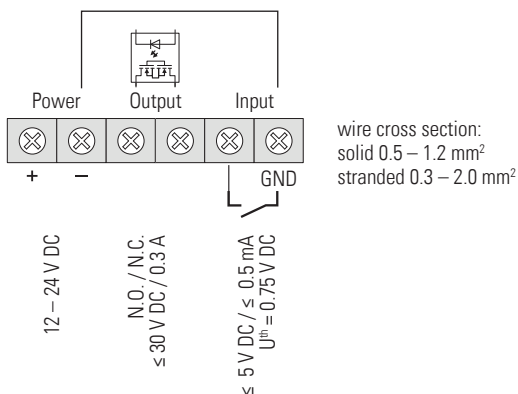 Power
Output
Input
+
–
GND
wire cross section:
solid 0.5 – 1.2 mm²
stranded 0.3 – 2.0 mm²
12 – 24 V DC
N.O. / N.C.
≤ 30 V DC / 0.3 A
≤ 5 V DC / ≤ 0.5 mA
Uᵗʰ = 0.75 V DC